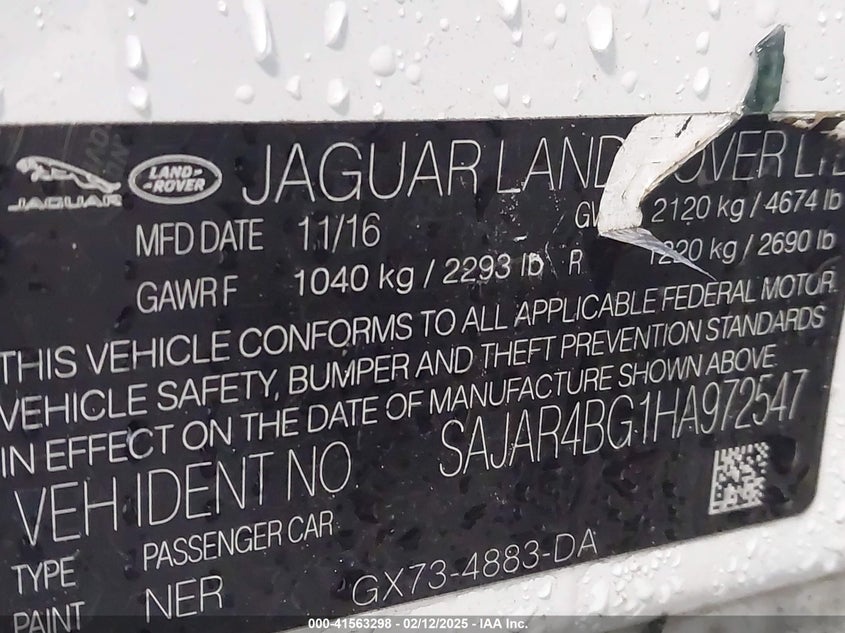 JAGUAR
LAND
ROVER
JAGUAR LAND OVER LTD
MFD DATE 11/16 GV 2120 kg / 4674 lb
GAWR F 1040 kg / 2293 lb R 1220 kg / 2690 lb
THIS VEHICLE CONFORMS TO ALL APPLICABLE FEDERAL MOTOR
VEHICLE SAFETY, BUMPER AND THEFT PREVENTION STANDARDS
IN EFFECT ON THE DATE OF MANUFACTURE SHOWN ABOVE
VEH IDENT NO SAJAR4BG1HA972547
TYPE PASSENGER CAR
PAINT NER GX73-4883-DA
000-41563298 - 02/12/2025 - IAA Inc.